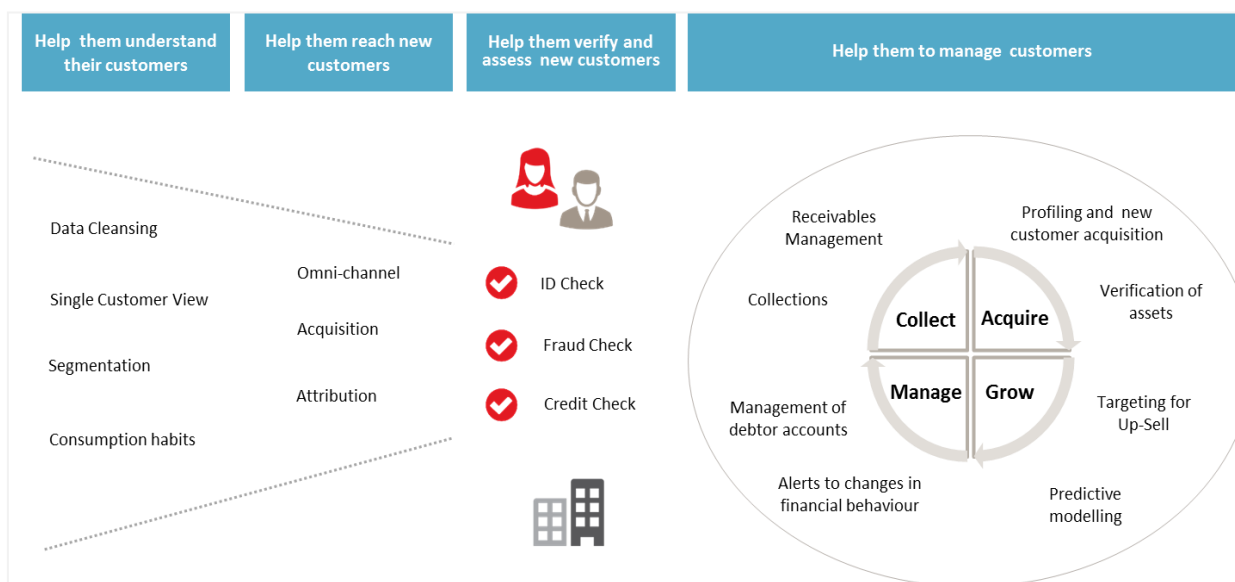 Help them understand
their customers
Help them reach new
customers
Help them verify and
assess new customers
Help them to manage customers
Data Cleansing
Single Customer View
Segmentation
Consumption habits
Omni-channel
Acquisition
Attribution
ID Check
Fraud Check
Credit Check
Receivables
Management
Collections
Management of
debtor accounts
Alerts to changes in
financial behaviour
Profiling and new
customer acquisition
Verification of
assets
Targeting for
Up-Sell
Predictive
modelling
Collect
Acquire
Manage
Grow